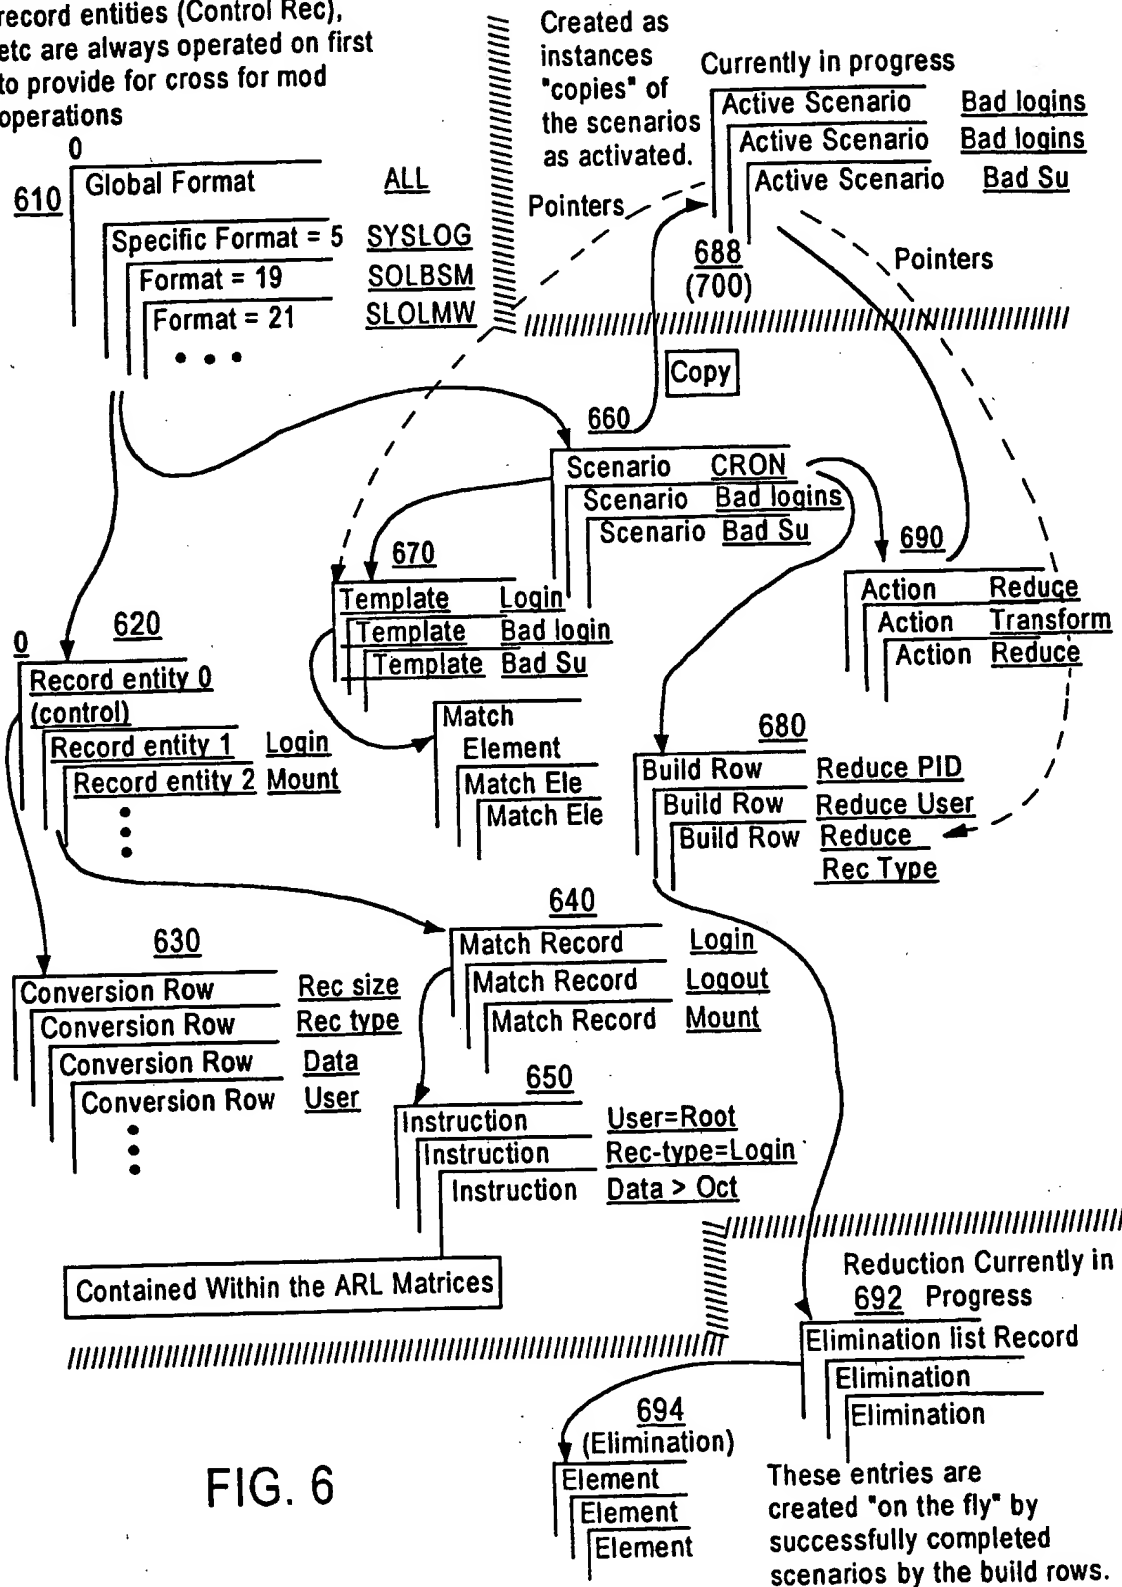 record entities (Control Rec),
etc are always operated on first
to provide for cross for mod
operations
Created as
instances
"copies" of
the scenarios
as activated.
Currently in progress
Active Scenario Bad logins
Active Scenario Bad logins
Active Scenario Bad Su
688
(700)
Pointers
Pointers
0
610
Global Format ALL
Specific Format = 5 SYSLOG
Format = 19 SOLBSM
Format = 21 SLOLMW
Copy
660
Scenario CRON
Scenario Bad logins
Scenario Bad Su
690
Action Reduce
Action Transform
Action Reduce
670
Template Login
Template Bad login
Template Bad Su
Match
Element
Match Ele
Match Ele
0
620
Record entity 0
(control)
Record entity 1 Login
Record entity 2 Mount
680
Build Row Reduce PID
Build Row Reduce User
Build Row Reduce
Rec Type
640
Match Record Login
Match Record Logout
Match Record Mount
630
Conversion Row Rec size
Conversion Row Rec type
Conversion Row Data
Conversion Row User
650
Instruction User=Root
Instruction Rec-type=Login
Instruction Data > Oct
Contained Within the ARL Matrices
Reduction Currently in
692 Progress
Elimination list Record
Elimination
Elimination
694
(Elimination)
Element
Element
Element
These entries are
created "on the fly" by
successfully completed
scenarios by the build rows.
FIG. 6